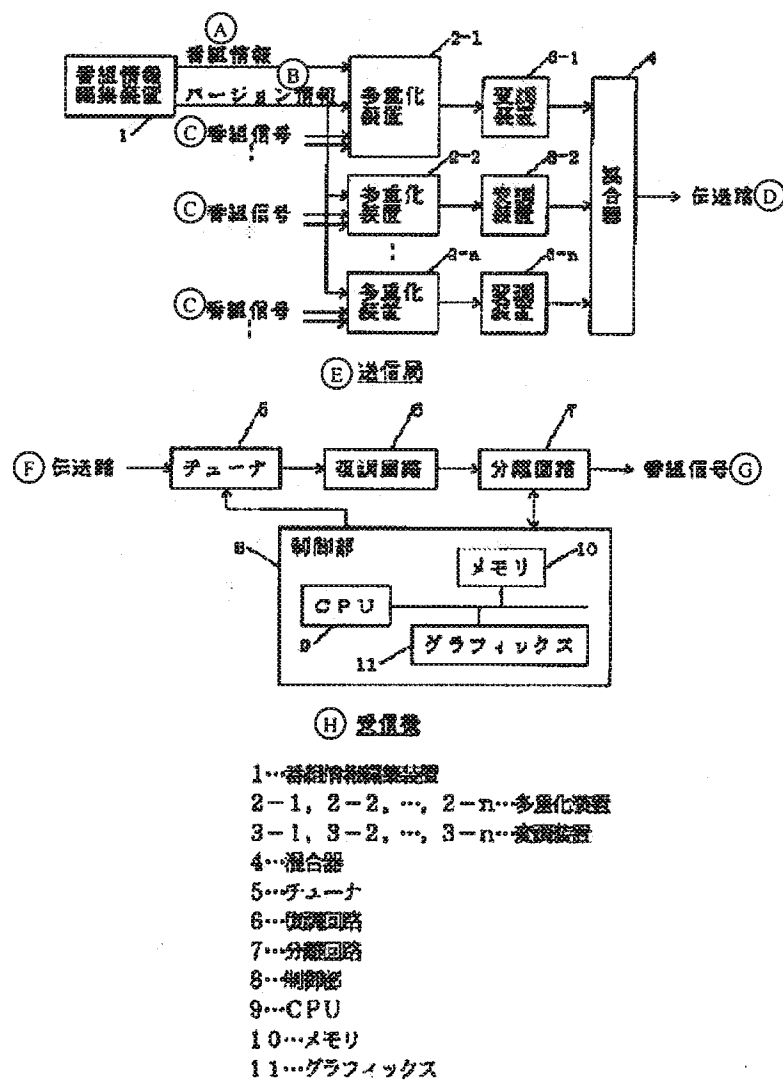 A
番組情報
番組情報
編集装置
B
バージョン情報
1
C 番組信号
2-1
多重化
装置
3-1
変調
装置
4
混合器
C 番組信号
2-2
多重化
装置
3-2
変調
装置
伝送路 D
C 番組信号
2-n
多重化
装置
3-n
変調
装置
E 送信局
5
6
7
F 伝送路
チューナ
復調回路
分離回路
番組信号 G
8
制御部
メモリ
10
CPU
9
11
グラフィックス
H 受信機
1…番組情報編集装置
2-1, 2-2, …, 2-n…多重化装置
3-1, 3-2, …, 3-n…変調装置
4…混合器
5…チューナ
6…復調回路
7…分離回路
8…制御部
9…CPU
10…メモリ
11…グラフィックス